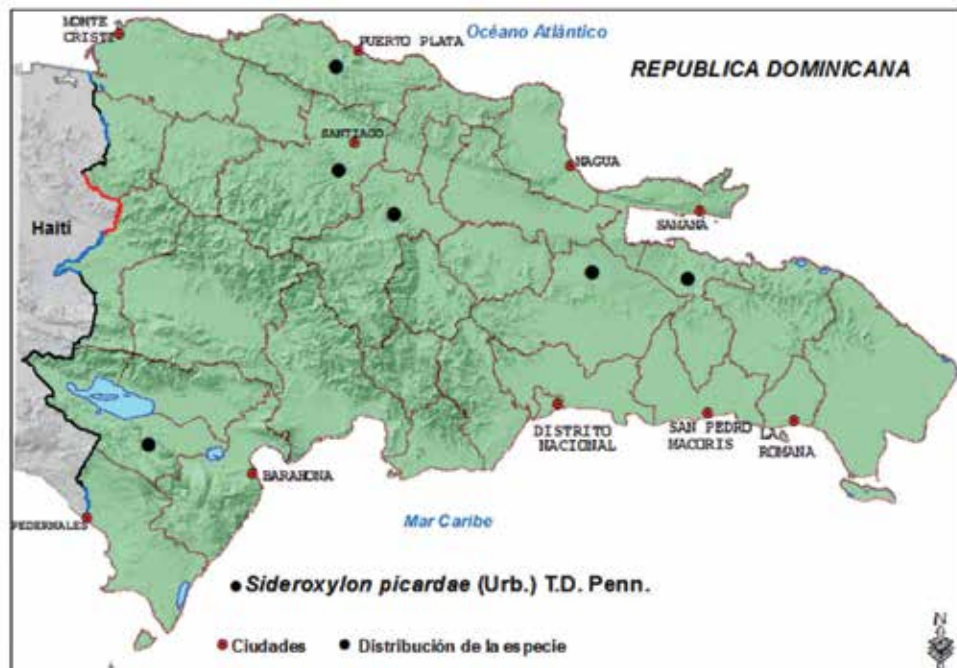 MONTE
CRISTI
PUERTO PLATA
Océano Atlántico
REPUBLICA DOMINICANA
SANTIAGO
NAGUA
SAMANA
Haití
DISTRITO
NACIONAL
SAN PEDRO
MACORIS
LA
ROMANA
BARAHONA
PEDERNALES
Mar Caribe
Sideroxylon picardae (Urb.) T.D. Penn.
Ciudades
Distribución de la especie
N